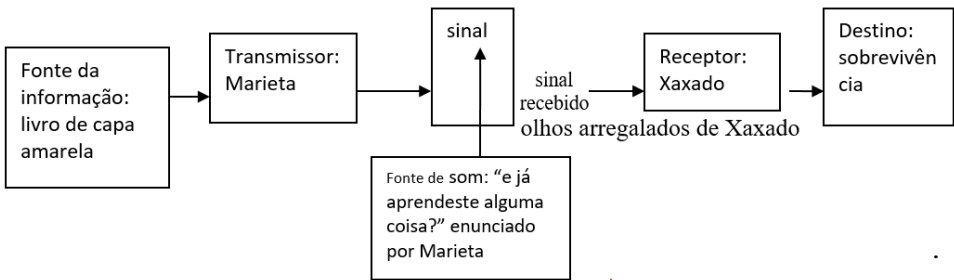 Fonte da
informação:
livro de capa
amarela
Transmissor:
Marieta
sinal
sinal
recebido
olhos arregalados de Xaxado
Receptor:
Xaxado
Destino:
sobrevivên
cia
Fonte de som: “e já
aprendeste alguma
coisa?” enunciado
por Marieta
.